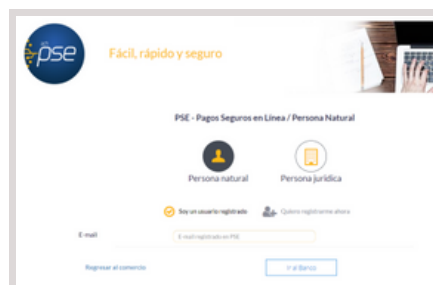 pse
Fácil, rápido y seguro
PSE - Pagos Seguros en Línea / Persona Natural
Persona natural
Persona jurídica
Soy un usuario registrado
Quiero registrarme ahora
E-mail
E-mail registrado en PSE
Regresar al comercio
Ir al Banco